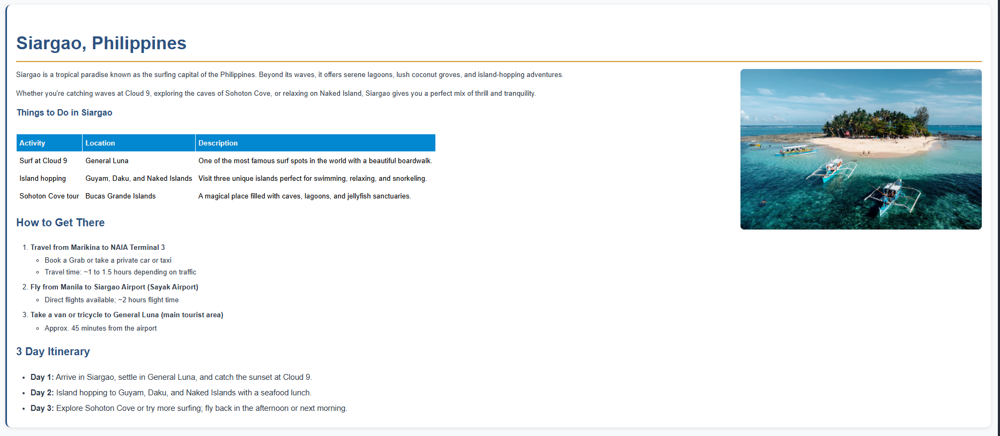 Siargao, Philippines
Siargao is a tropical paradise known as the surfing capital of the Philippines. Beyond its waves, it offers serene lagoons, lush coconut groves, and island-hopping adventures.
Whether you're catching waves at Cloud 9, exploring the caves of Sohoton Cove, or relaxing on Naked Island, Siargao gives you a perfect mix of thrill and tranquility.
Things to Do in Siargao
Activity Location Description
Surf at Cloud 9 General Luna One of the most famous surf spots in the world with a beautiful boardwalk.
Island hopping Guyam, Daku, and Naked Islands Visit three unique islands perfect for swimming, relaxing, and snorkeling.
Sohoton Cove tour Bucas Grande Islands A magical place filled with caves, lagoons, and jellyfish sanctuaries.
How to Get There
1. Travel from Marikina to NAIA Terminal 3
Book a Grab or take a private car or taxi
Travel time: ~1 to 1.5 hours depending on traffic
2. Fly from Manila to Siargao Airport (Sayak Airport)
Direct flights available; ~2 hours flight time
3. Take a van or tricycle to General Luna (main tourist area)
Approx. 45 minutes from the airport
3 Day Itinerary
Day 1: Arrive in Siargao, settle in General Luna, and catch the sunset at Cloud 9.
Day 2: Island hopping to Guyam, Daku, and Naked Islands with a seafood lunch.
Day 3: Explore Sohoton Cove or try more surfing; fly back in the afternoon or next morning.